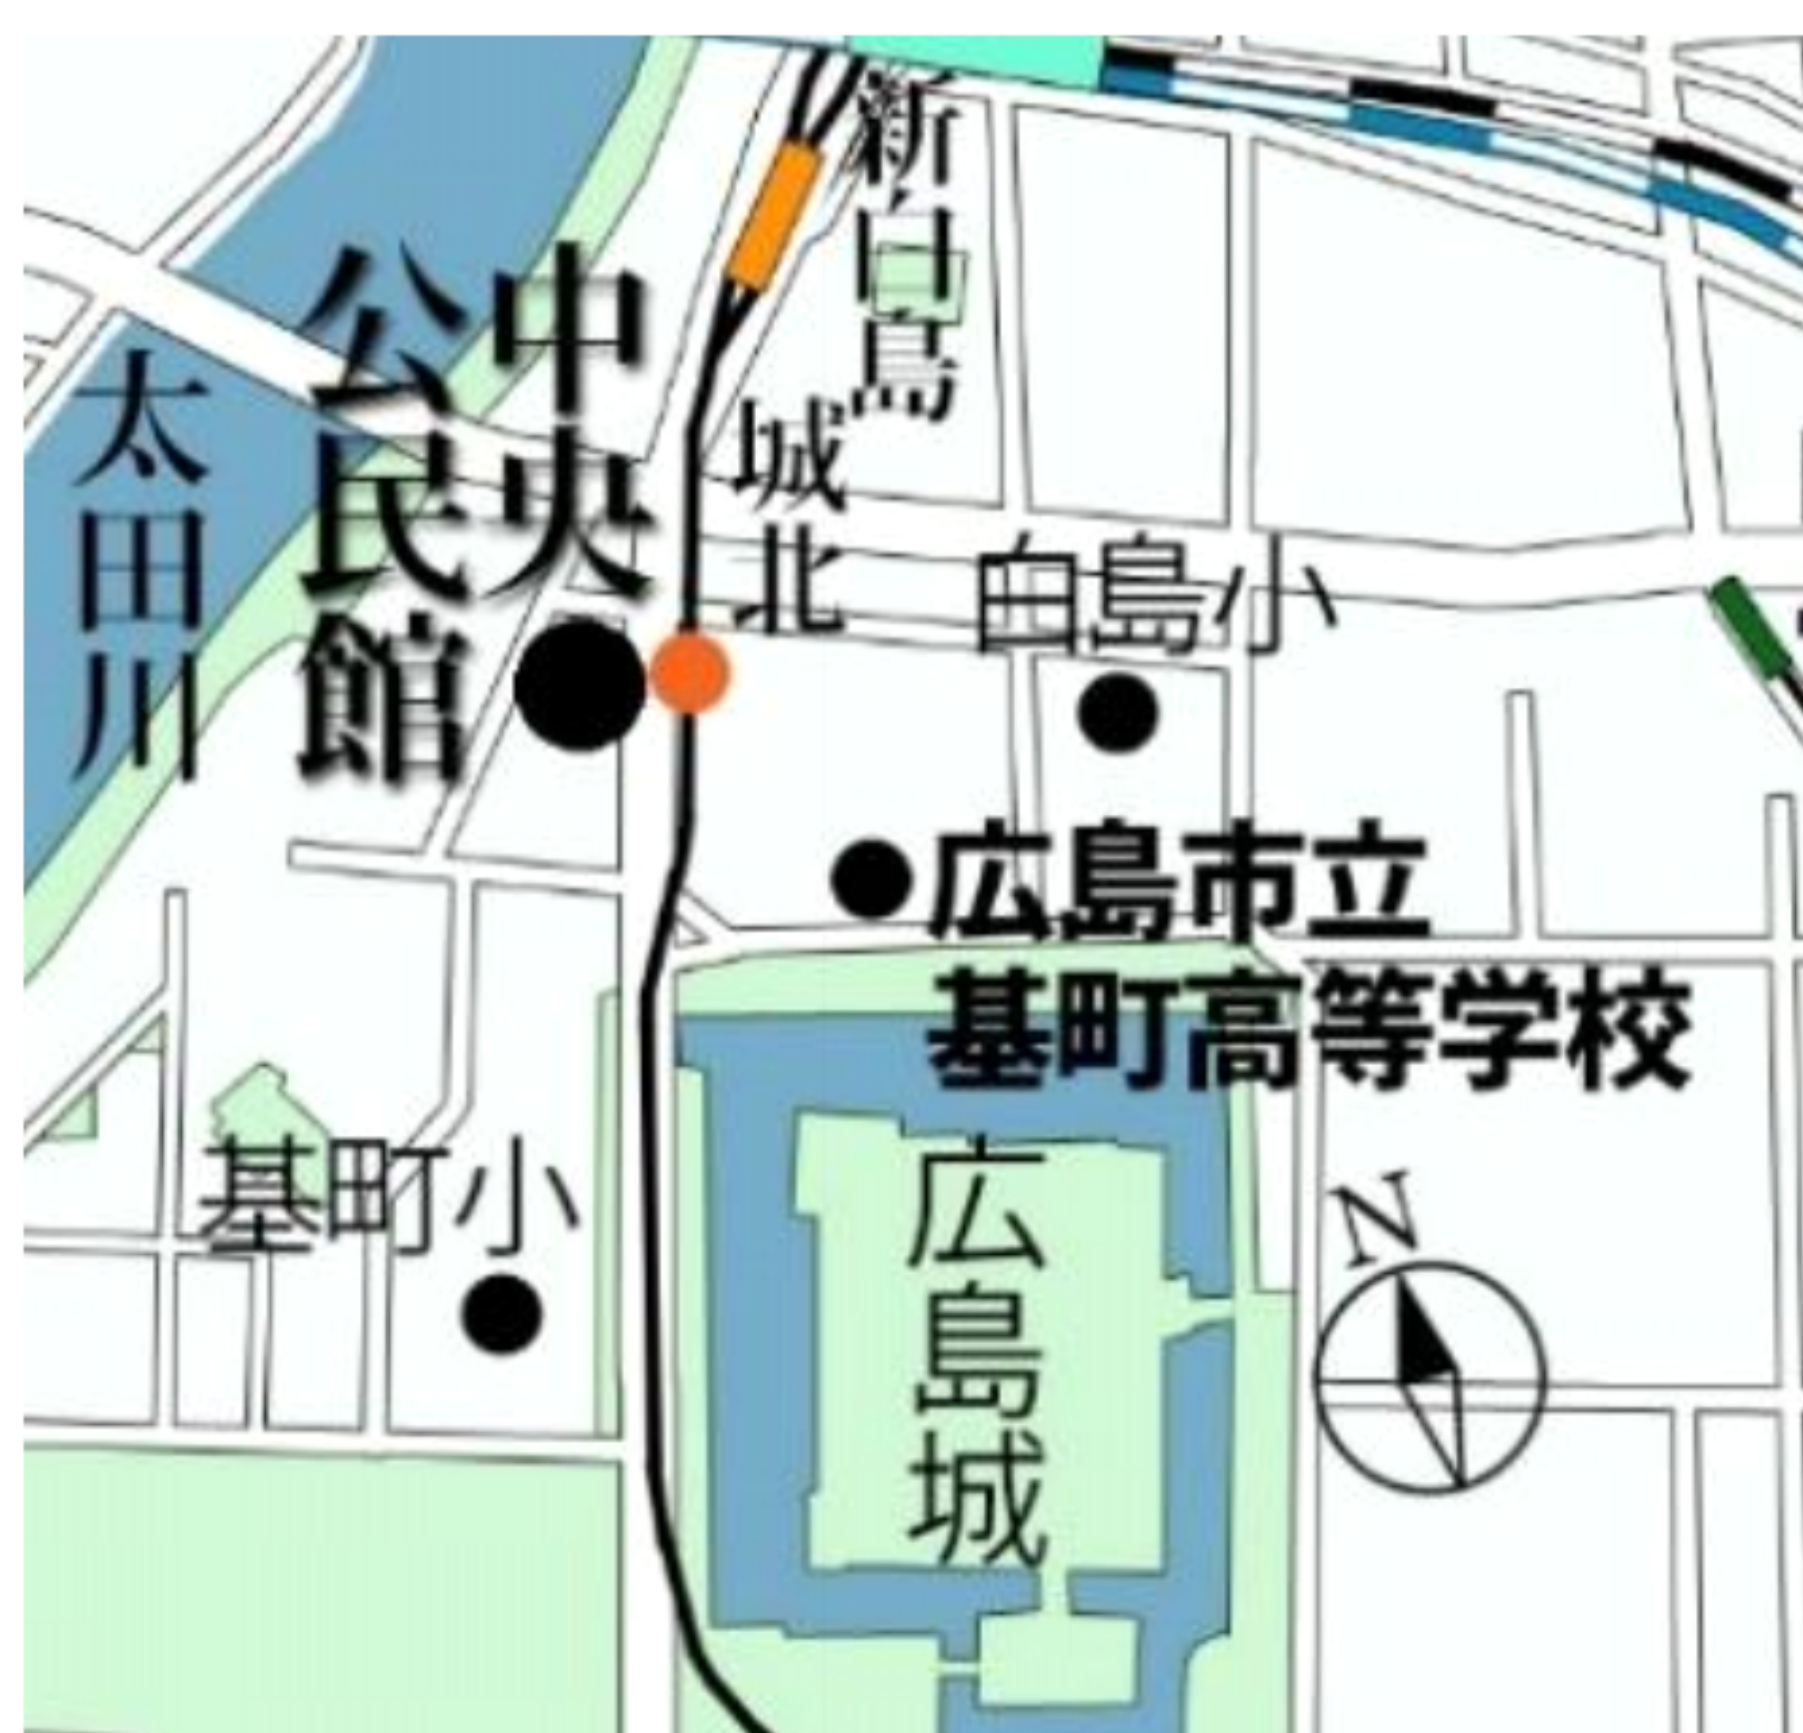 新白島
中央
公民館
太田川
城北
白島小
広島市立
基町高等学校
基町小
広島城
N